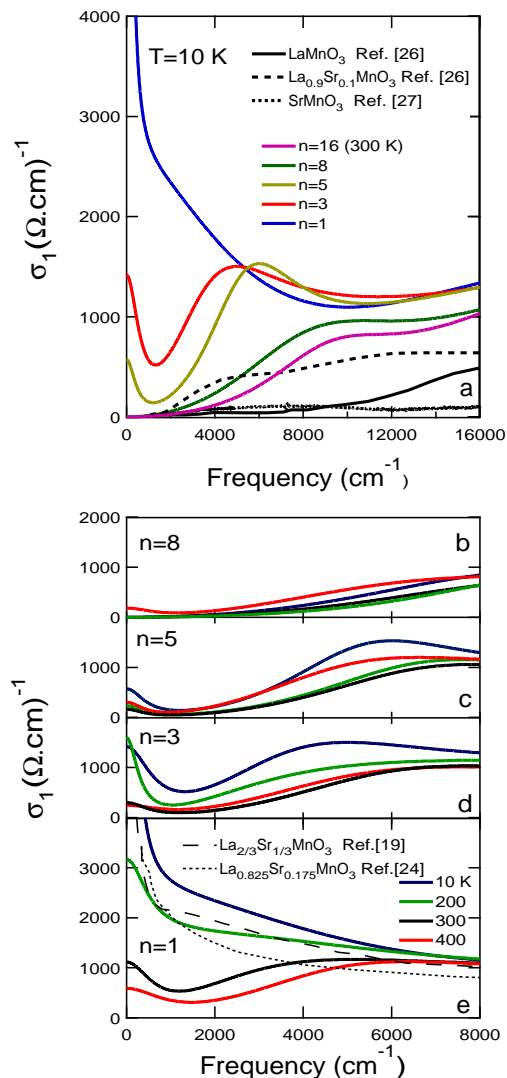 4000
3000
2000
1000
0
σ₁(Ω.cm)⁻¹
T=10 K
LaMnO₃ Ref. [26]
La₀.₉Sr₀.₁MnO₃ Ref. [26]
SrMnO₃ Ref. [27]
n=16 (300 K)
n=8
n=5
n=3
n=1
a
0 4000 8000 12000 16000
Frequency (cm⁻¹)
2000
1000
0
n=8
b
1000
0
n=5
c
1000
0
n=3
d
σ₁(Ω.cm)⁻¹
3000
2000
1000
0
La₂/₃Sr₁/₃MnO₃ Ref.[19]
La₀.₈₂₅Sr₀.₁₇₅MnO₃ Ref.[24]
10 K
200
300
400
n=1
e
0 2000 4000 6000 8000
Frequency (cm⁻¹)